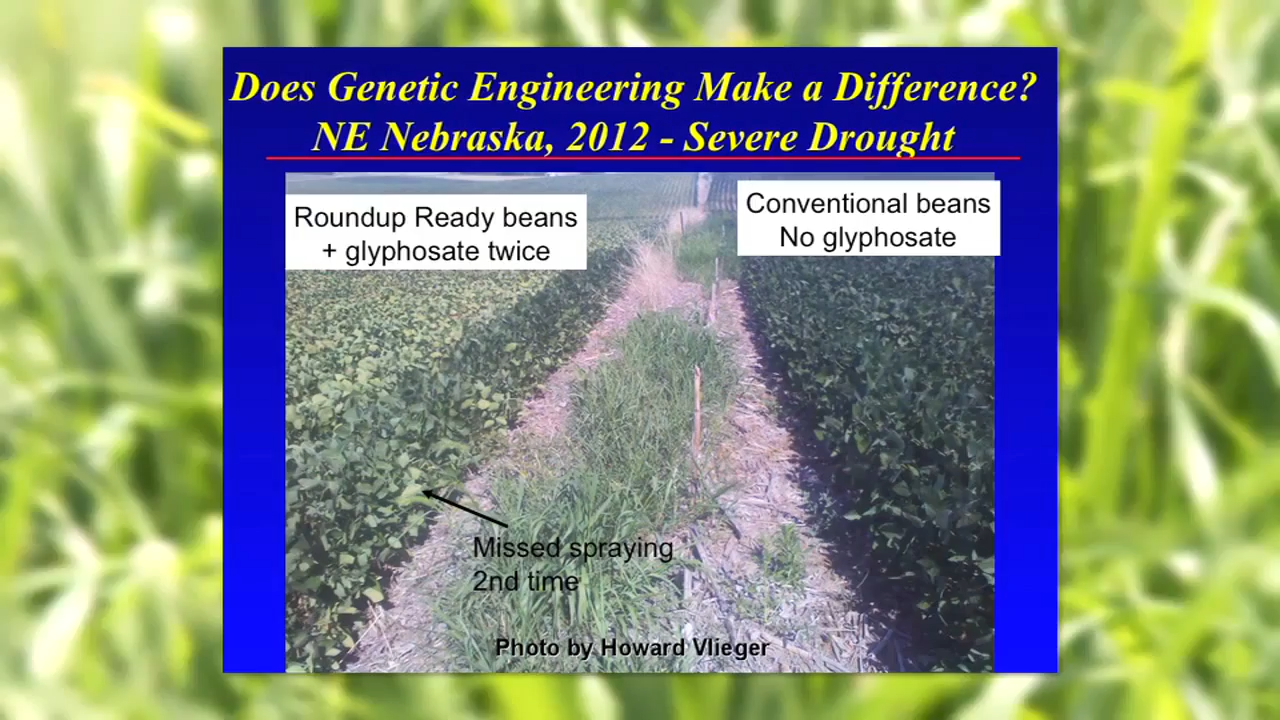 Does Genetic Engineering Make a Difference?
NE Nebraska, 2012 - Severe Drought
Roundup Ready beans
+ glyphosate twice
Conventional beans
No glyphosate
Missed spraying
2nd time
Photo by Howard Vlieger